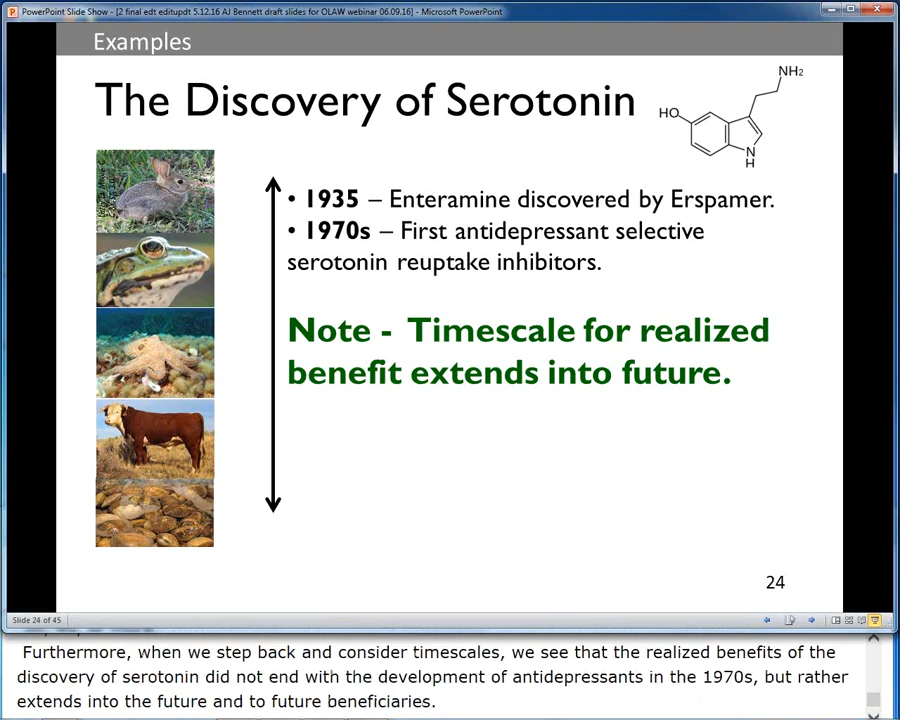 PowerPoint Slide Show - [2 final edt editupdt 5.12.16 AJ Bennett draft slides for OLAW webinar 06.09.16] - Microsoft PowerPoint
Examples
The Discovery of Serotonin
NH2
HO
N
H
• 1935 – Enteramine discovered by Erspamer.
• 1970s – First antidepressant selective
serotonin reuptake inhibitors.
Note - Timescale for realized
benefit extends into future.
24
Slide 24 of 45
Furthermore, when we step back and consider timescales, we see that the realized benefits of the
discovery of serotonin did not end with the development of antidepressants in the 1970s, but rather
extends into the future and to future beneficiaries.